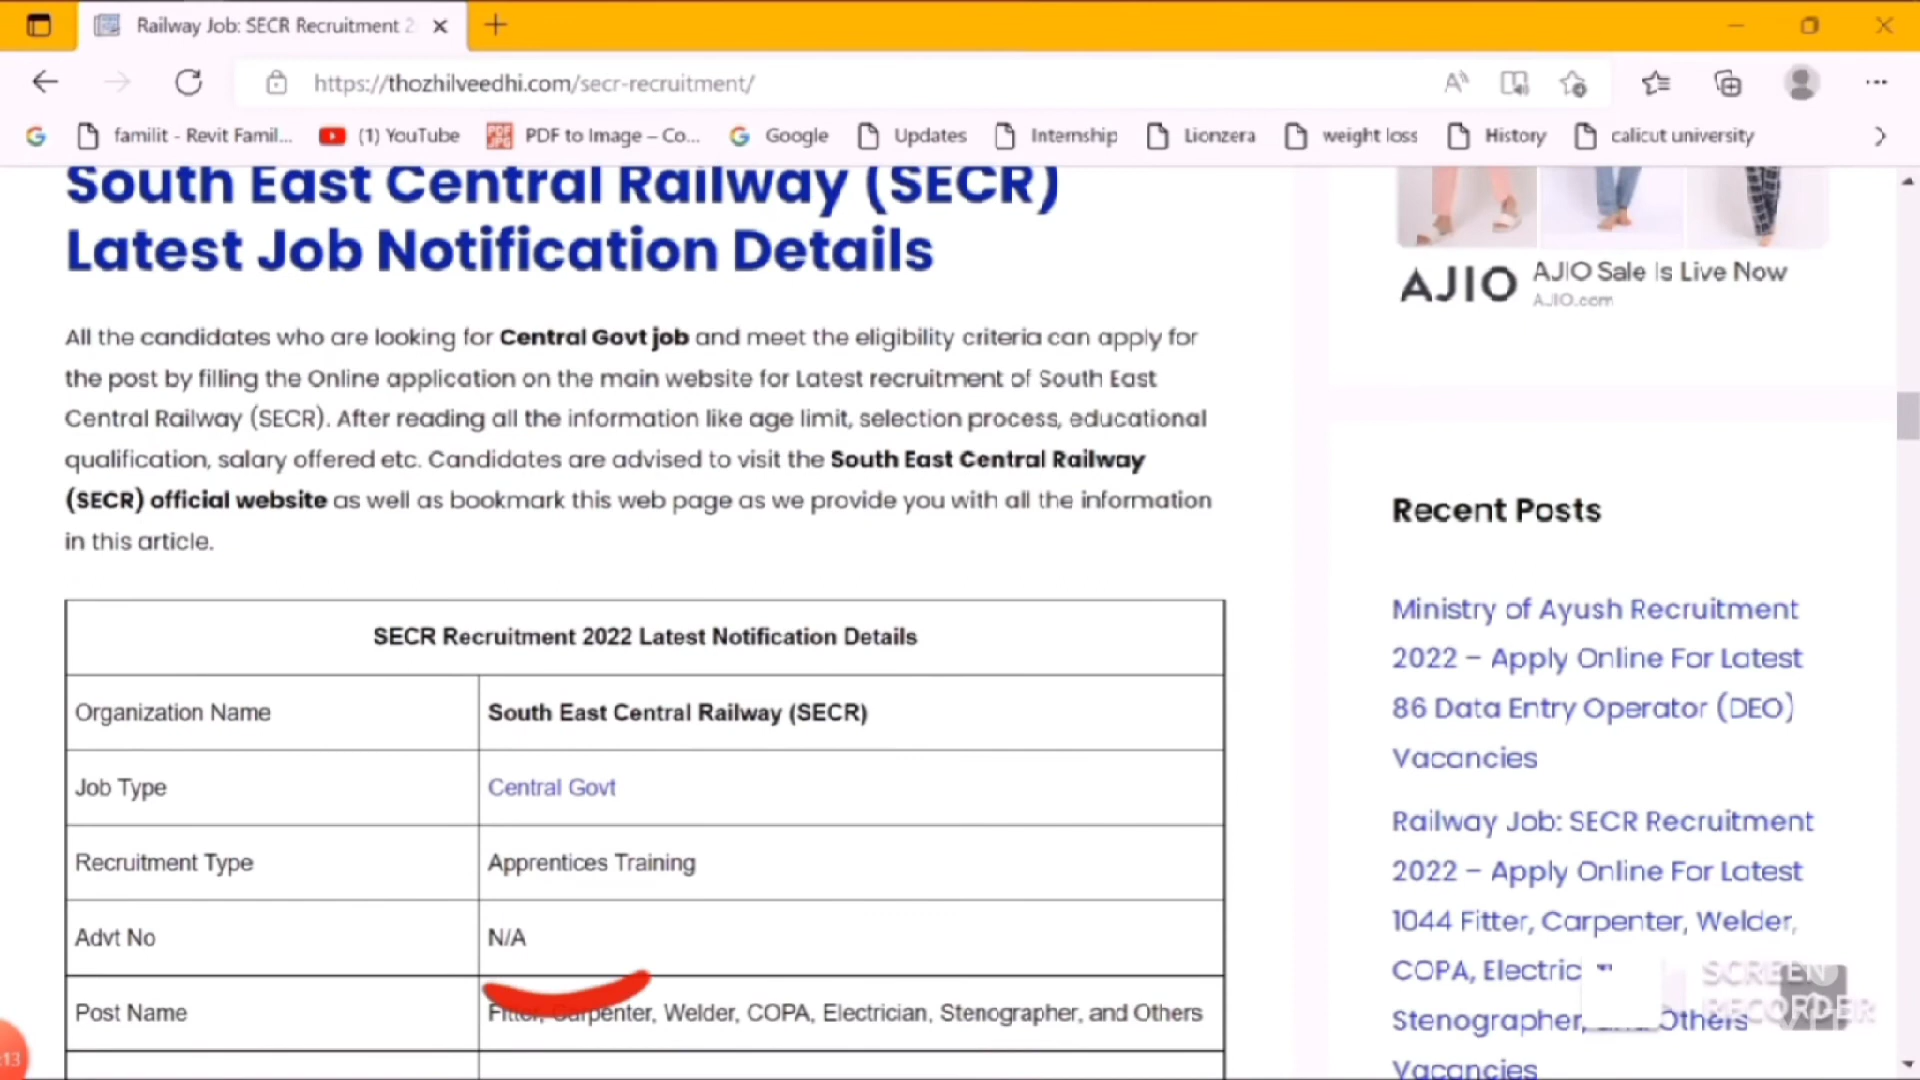 Railway Job: SECR Recruitment 2
https://thozhilveedhi.com/secr-recruitment/
familit - Revit Famil...
(1) YouTube
PDF to Image – Co...
Google
Updates
Internship
Lionzera
weight loss
History
calicut university
South East Central Railway (SECR)
Latest Job Notification Details
All the candidates who are looking for Central Govt job and meet the eligibility criteria can apply for
the post by filling the Online application on the main website for Latest recruitment of South East
Central Railway (SECR). After reading all the information like age limit, selection process, educational
qualification, salary offered etc. Candidates are advised to visit the South East Central Railway
(SECR) official website as well as bookmark this web page as we provide you with all the information
in this article.
SECR Recruitment 2022 Latest Notification Details
Organization Name
South East Central Railway (SECR)
Job Type
Central Govt
Recruitment Type
Apprentices Training
Advt No
N/A
Post Name
Fitter, Carpenter, Welder, COPA, Electrician, Stenographer, and Others
AJIO
AJIO Sale Is Live Now
AJIO.com
Recent Posts
Ministry of Ayush Recruitment
2022 – Apply Online For Latest
86 Data Entry Operator (DEO)
Vacancies
Railway Job: SECR Recruitment
2022 – Apply Online For Latest
1044 Fitter, Carpenter, Welder,
COPA, Electric
Stenographer, Others
Vacancies
SCREEN
RECORDER
:13